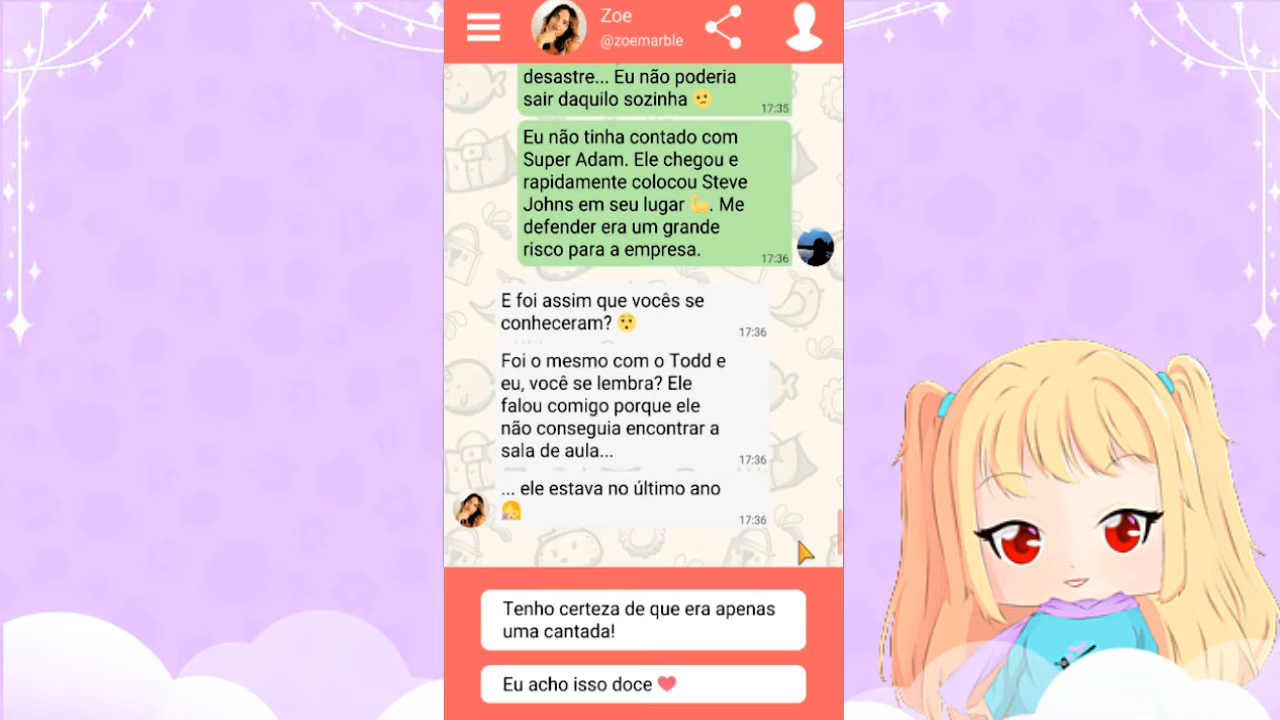 Zoe
@zoemarble
desastre... Eu não poderia
sair daquilo sozinha 😕
17:35
Eu não tinha contado com
Super Adam. Ele chegou e
rapidamente colocou Steve
Johns em seu lugar 💪. Me
defender era um grande
risco para a empresa.
17:36
E foi assim que vocês se
conheceram? 😯
17:36
Foi o mesmo com o Todd e
eu, você se lembra? Ele
falou comigo porque ele
não conseguia encontrar a
sala de aula...
17:36
... ele estava no último ano
🤷‍♀️
17:36
Tenho certeza de que era apenas
uma cantada!
Eu acho isso doce ❤️